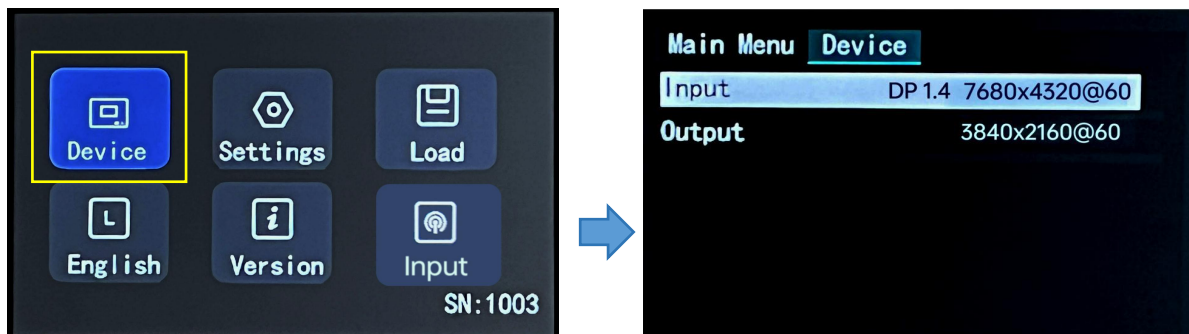 Device Settings Load
L
English Version Input
SN:1003
Main Menu Device
Input DP 1.4 7680x4320@60
Output 3840x2160@60